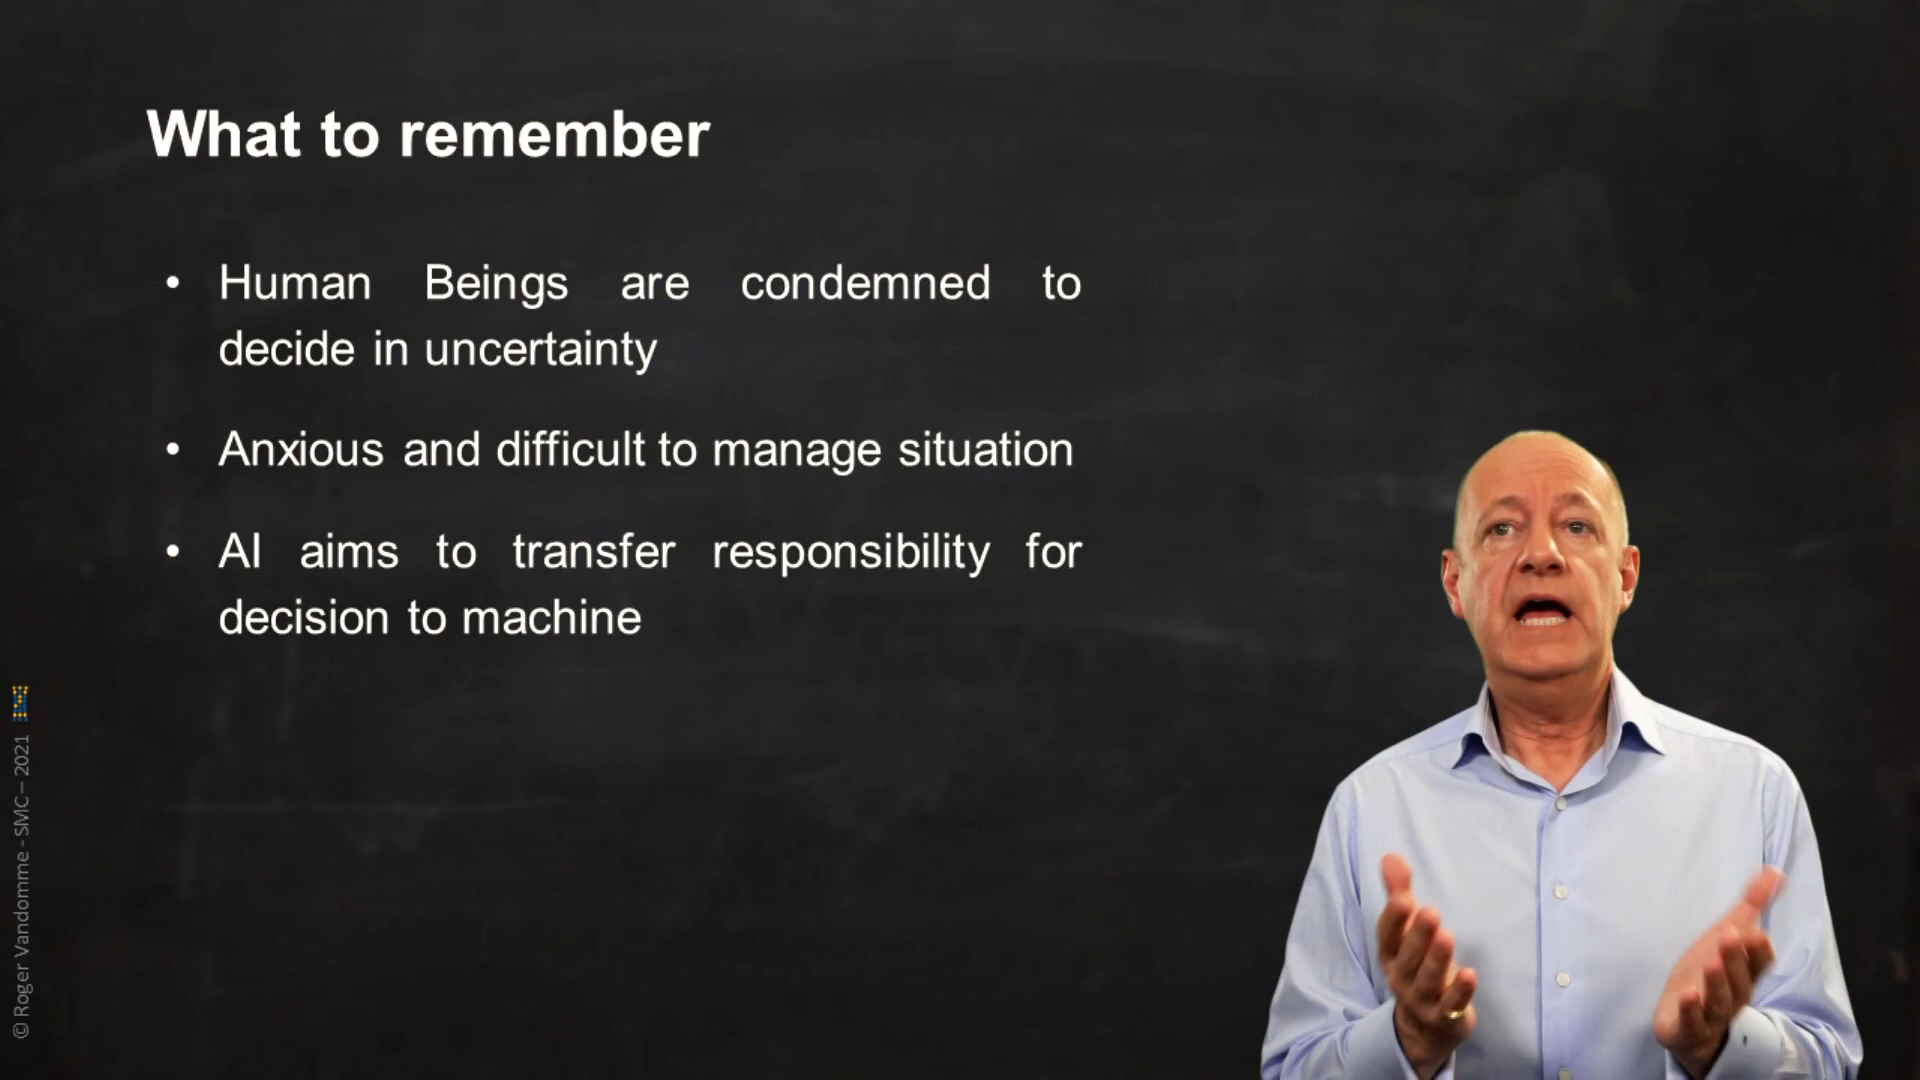 What to remember
• Human Beings are condemned to
decide in uncertainty
• Anxious and difficult to manage situation
• AI aims to transfer responsibility for
decision to machine
© Roger Vandomme - SMC– 2021